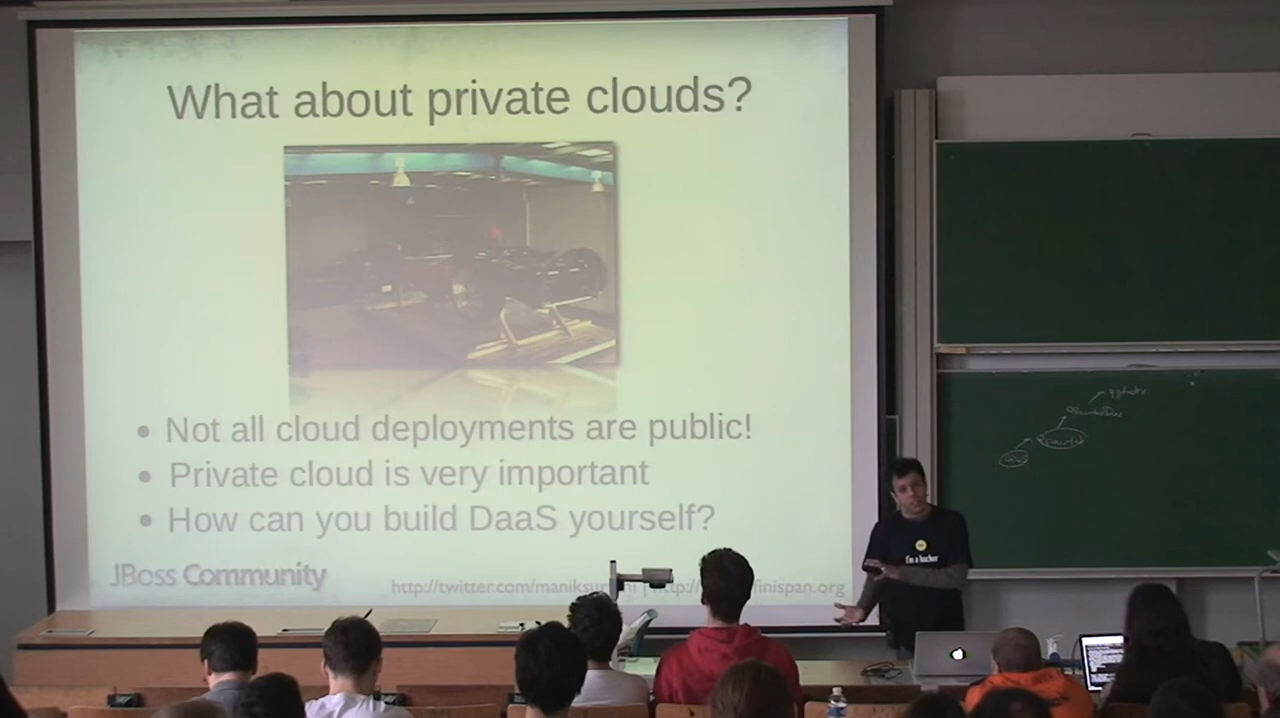 What about private clouds?
• Not all cloud deployments are public!
• Private cloud is very important
• How can you build DaaS yourself?
JBoss Community
I'm a hacker